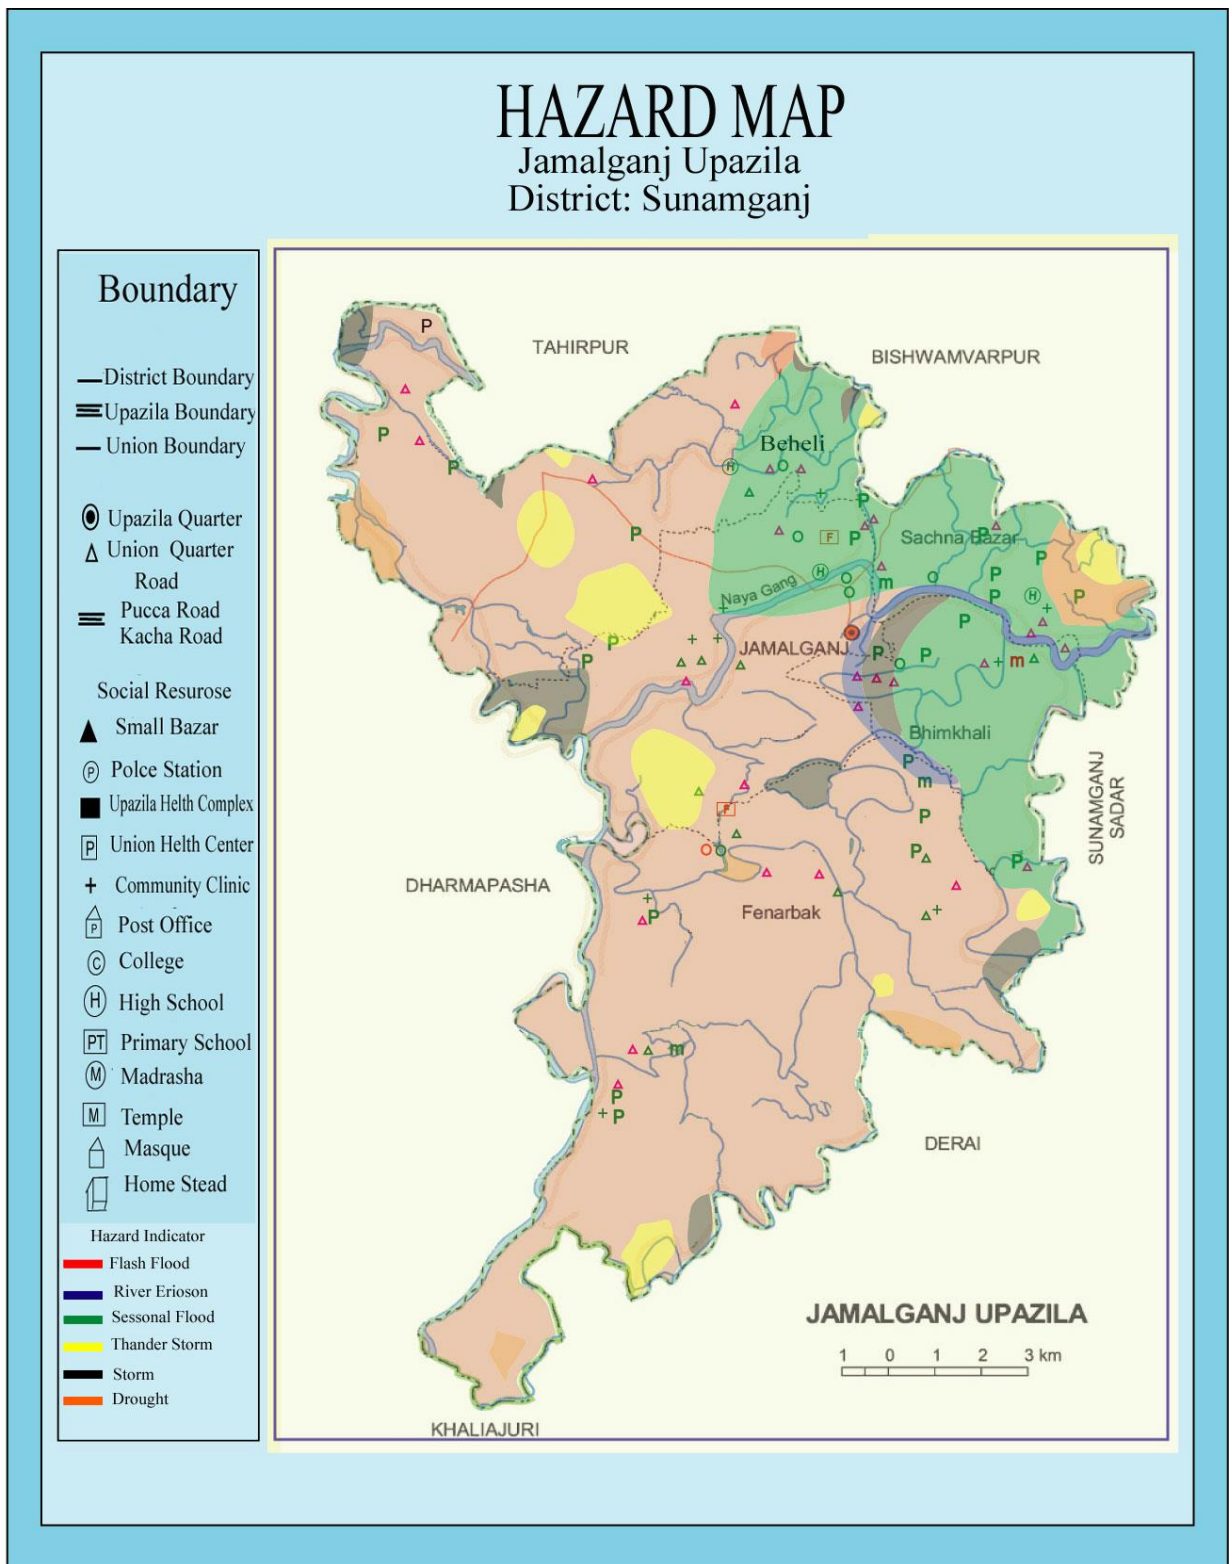 HAZARD MAP
Jamalganj Upazila
District: Sunamganj
Boundary
District Boundary
Upazila Boundary
Union Boundary
Upazila Quarter
Union Quarter
Road
Pucca Road
Kacha Road
Social Resurose
Small Bazar
P Polce Station
Upazila Helth Complex
P Union Helth Center
Community Clinic
P Post Office
C College
H High School
PT Primary School
M Madrasha
M Temple
Masque
Home Stead
Hazard Indicator
Flash Flood
River Erioson
Sessonal Flood
Thander Storm
Storm
Drought
TAHIRPUR
BISHWAMVARPUR
P
P
P
Beheli
H
P
P
F
P
Sachna Bazar
P
P
H
Naya Gang
m
P
P
H
P
P
JAMALGANJ
P
P
P
P
P
m
Bhimkhali
P
m
SUNAMGANJ
SADAR
F
P
P
P
DHARMAPASHA
Fenarbak
P
m
P
P
DERAI
JAMALGANJ UPAZILA
1 0 1 2 3 km
KHALIAJURI